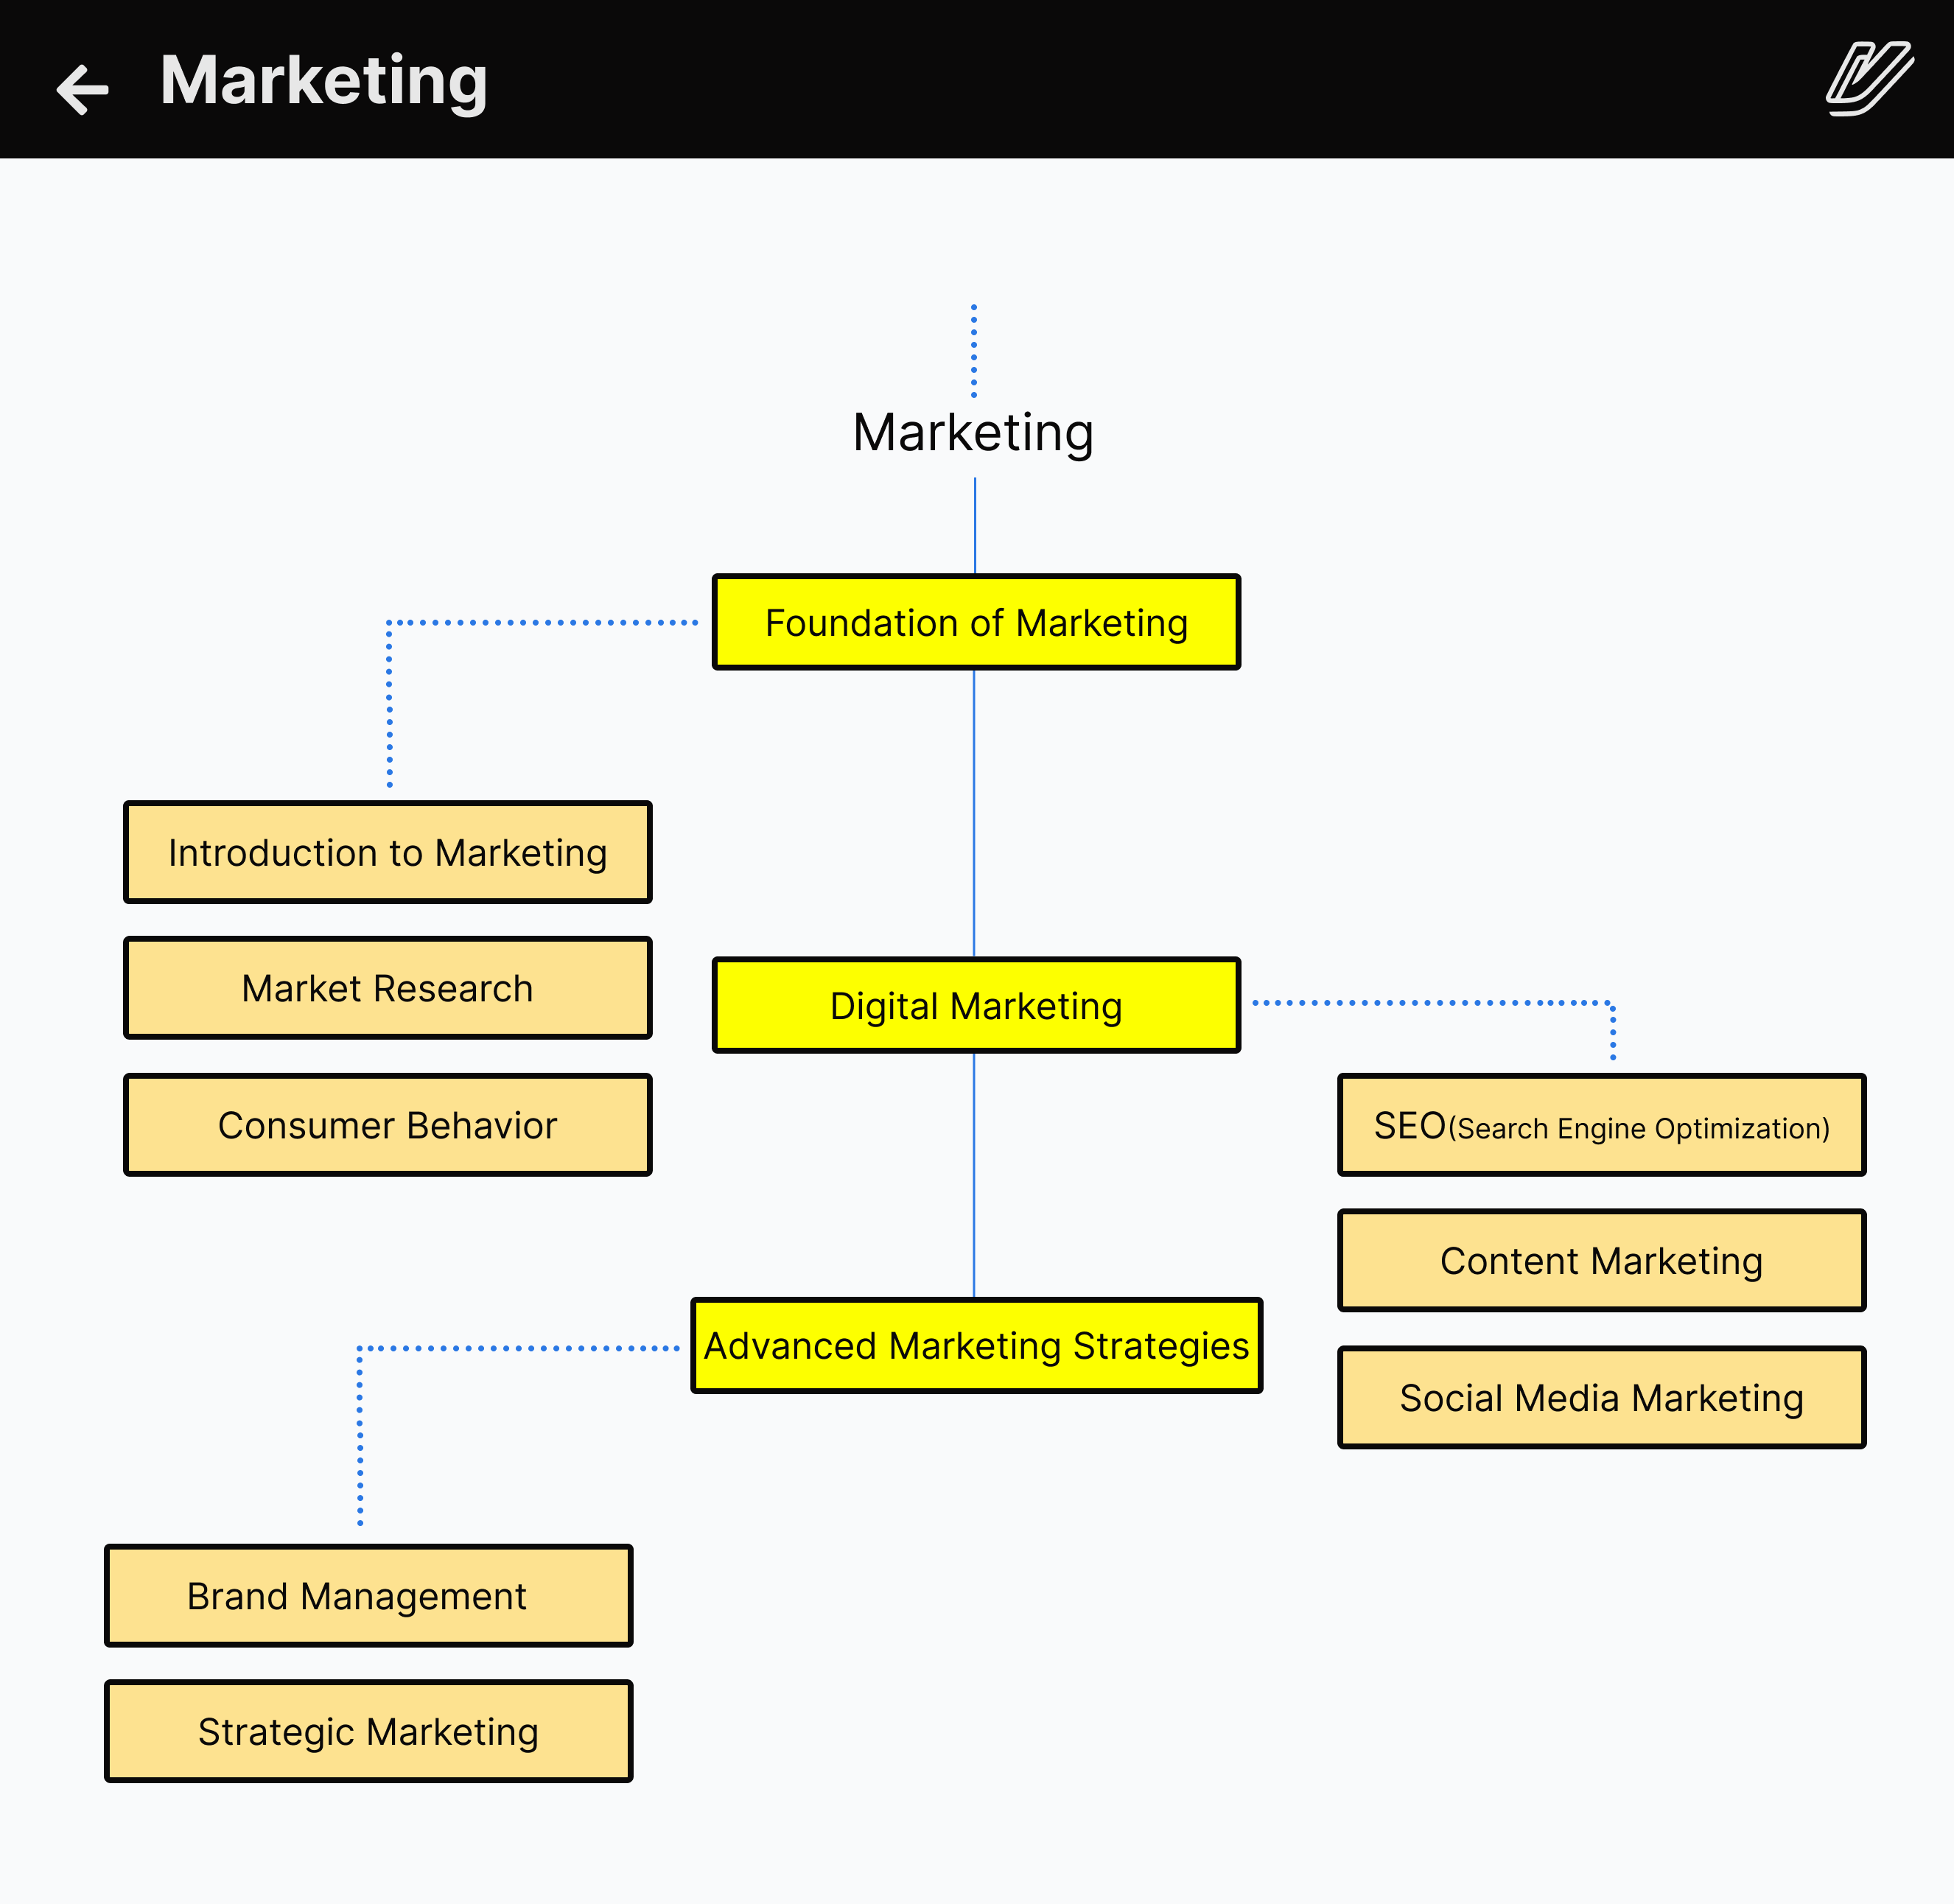 Marketing
Marketing
Foundation of Marketing
Introduction to Marketing
Market Research
Consumer Behavior
Digital Marketing
SEO(Search Engine Optimization)
Content Marketing
Social Media Marketing
Advanced Marketing Strategies
Brand Management
Strategic Marketing